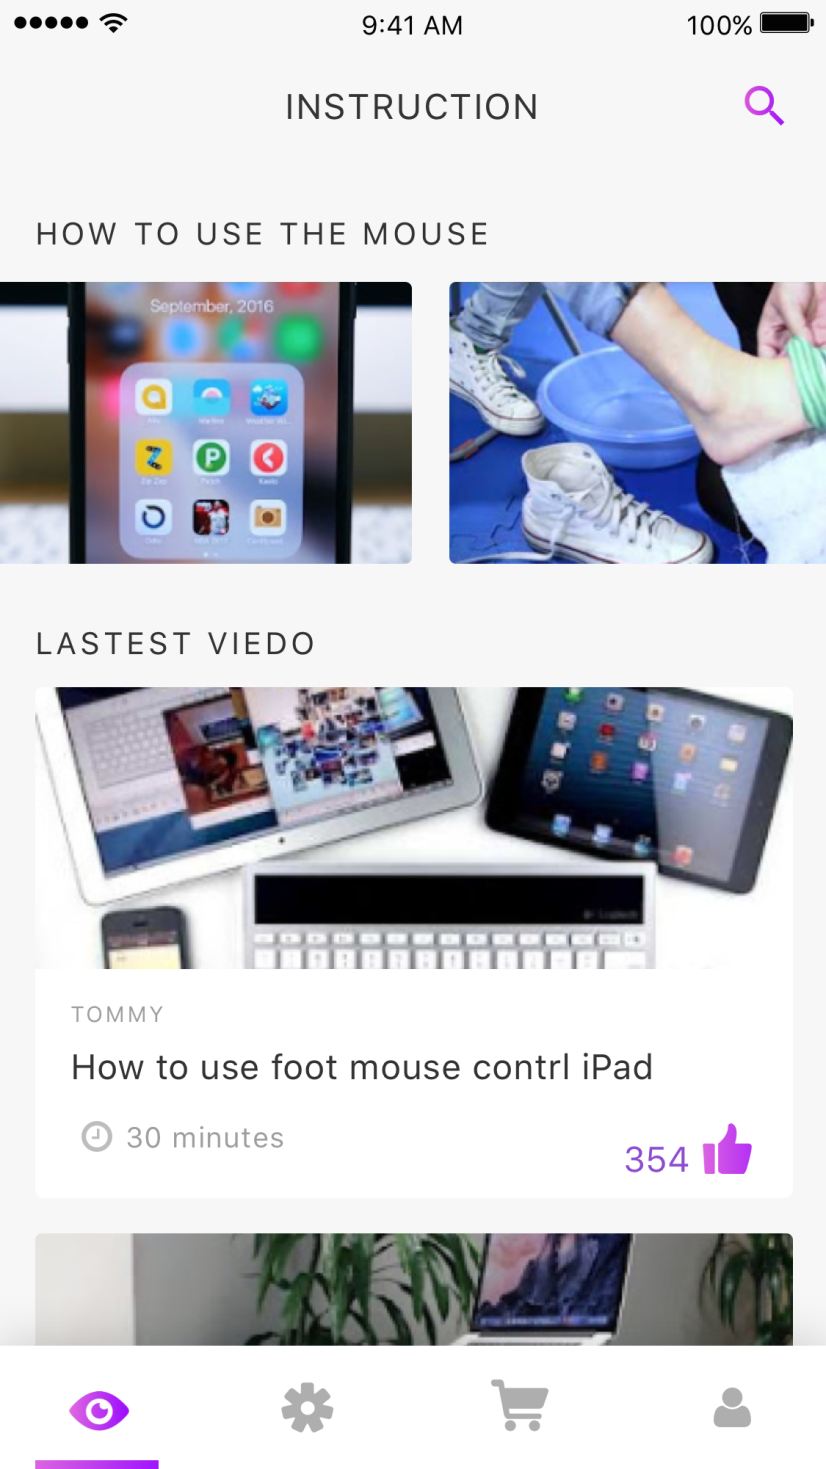 9:41 AM
100%
INSTRUCTION
HOW TO USE THE MOUSE
September, 2016
LASTEST VIEDO
TOMMY
How to use foot mouse contrl iPad
30 minutes
354